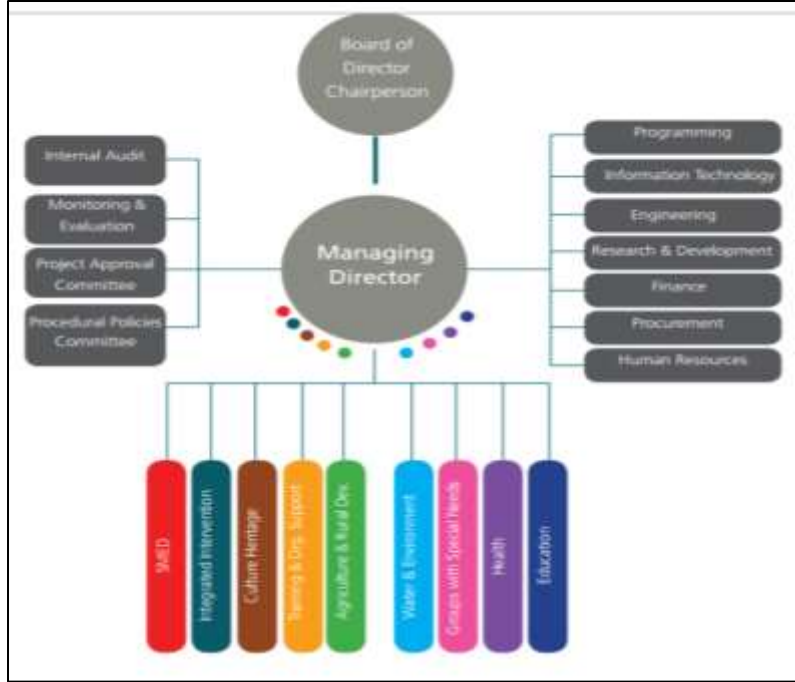 Board of
Director
Chairperson
Internal Audit
Monitoring &
Evaluation
Project Approval
Committee
Procedural Policies
Committee
Managing
Director
Programming
Information Technology
Engineering
Research & Development
Finance
Procurement
Human Resources
SMED
Integrated Intervention
Culture Heritage
Training & Org. Support
Agriculture & Rural Dev.
Water & Environment
Groups with Special Needs
Health
Education